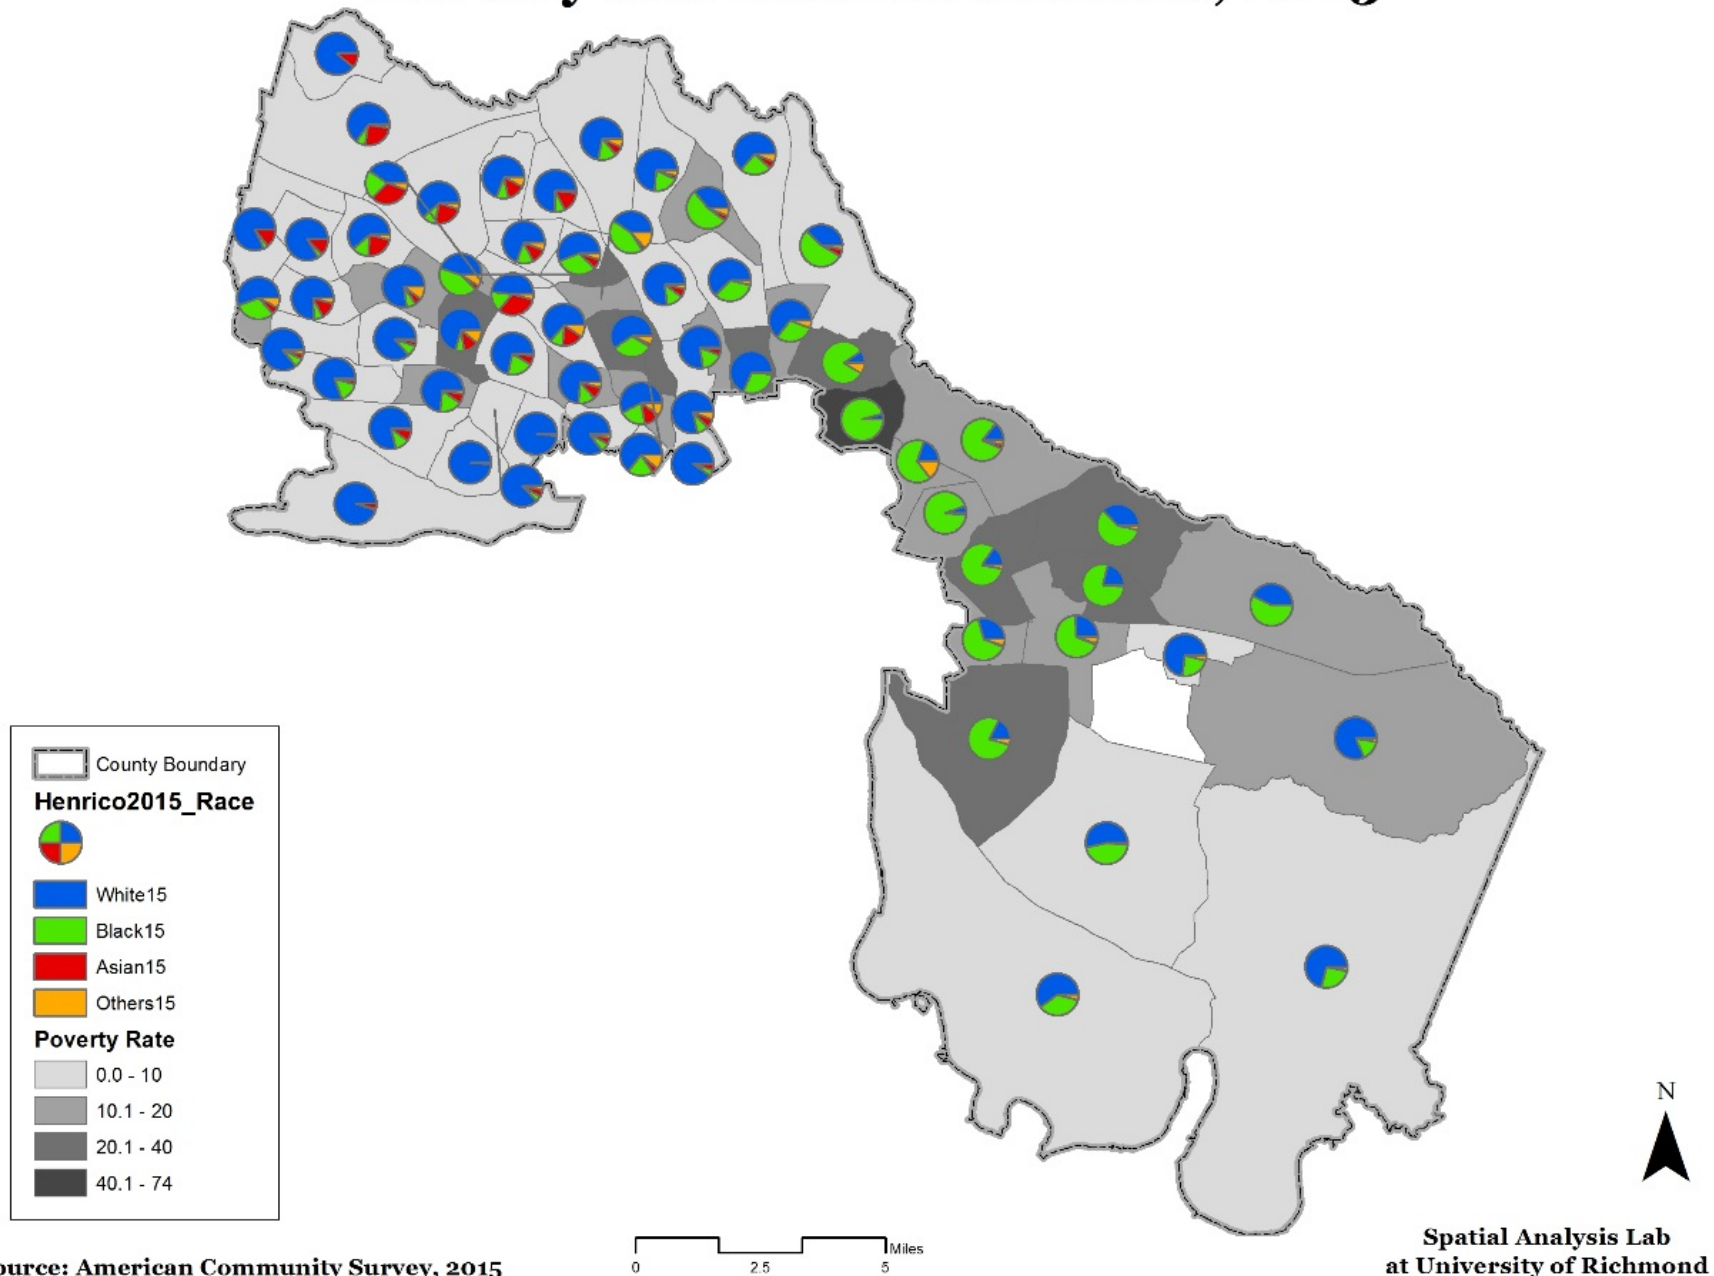 County Boundary
Henrico2015_Race
White15
Black15
Asian15
Others15
Poverty Rate
0.0 - 10
10.1 - 20
20.1 - 40
40.1 - 74
N
Miles
0 2.5 5
Spatial Analysis Lab
at University of Richmond
ource: American Community Survey, 2015